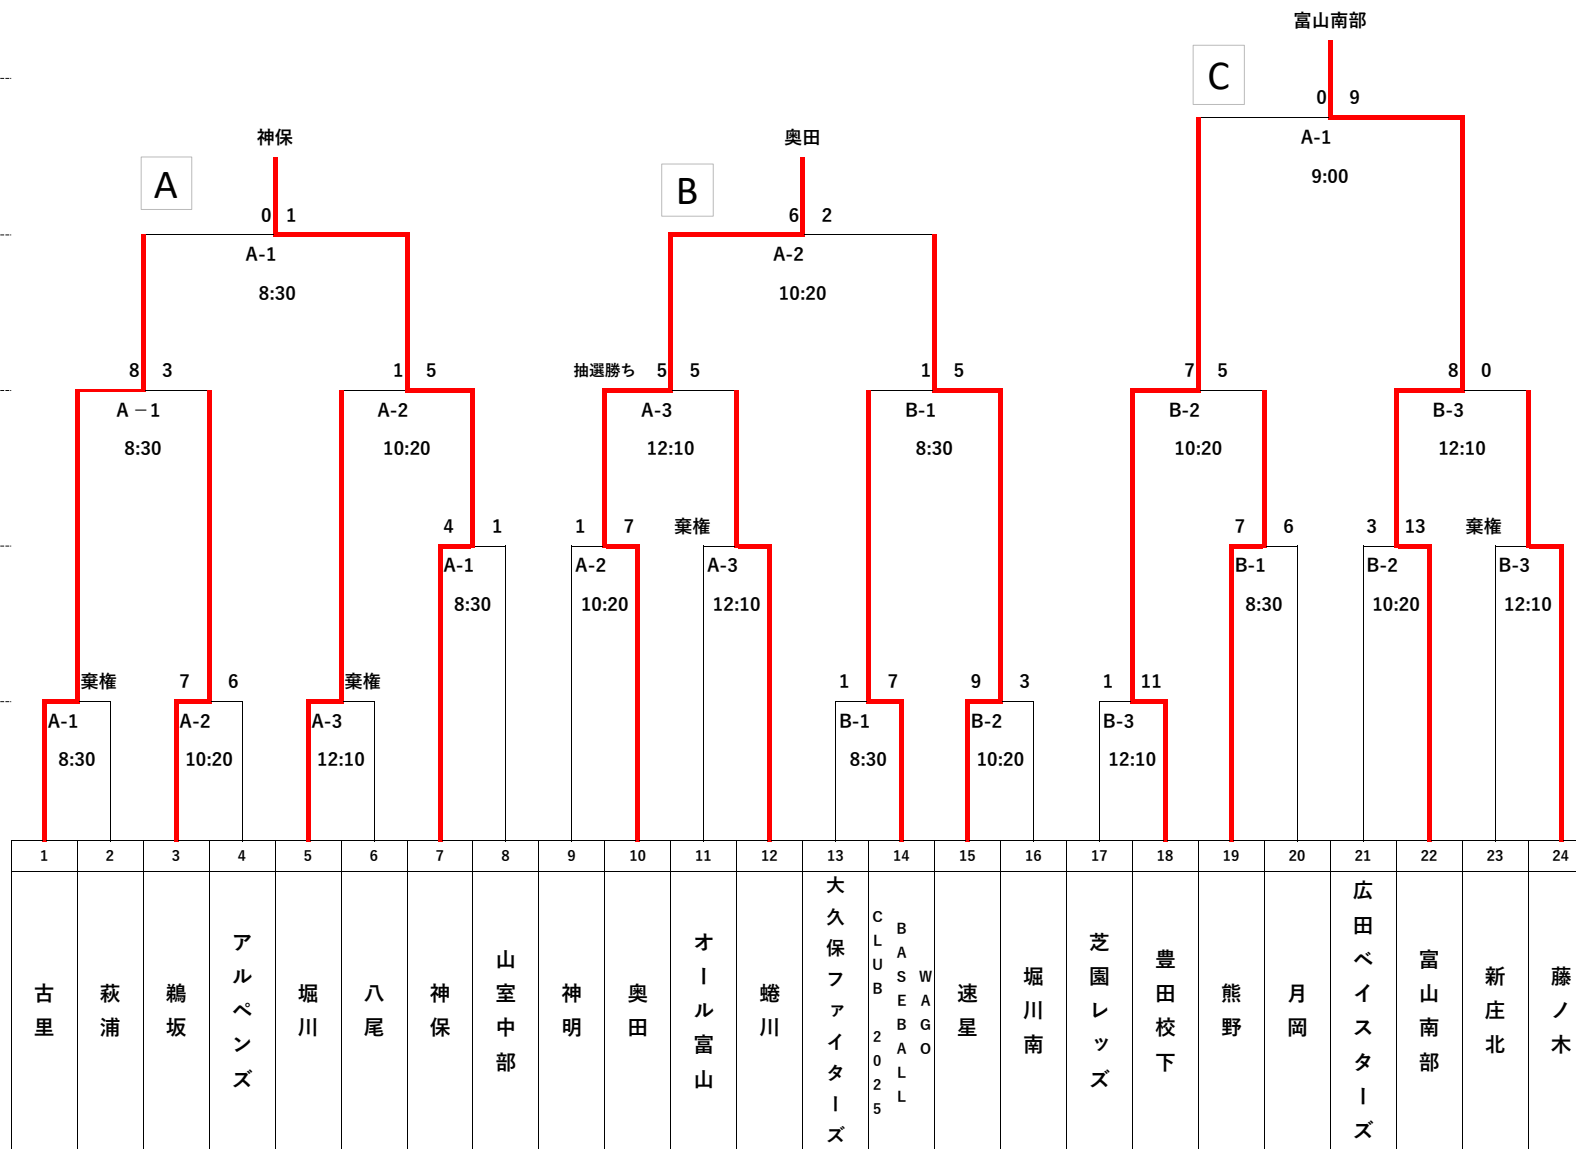 富山南部
C
0 9
A-1
9:00
神保
奥田
A
B
0 1
6 2
A-1
A-2
8:30
10:20
8 3
1 5
抽選勝ち 5 5
1 5
7 5
8 0
A－1
A-2
A-3
B-1
B-2
B-3
8:30
10:20
12:10
8:30
10:20
12:10
4 1
1 7
棄権
7 6
3 13
棄権
A-1
A-2
A-3
B-1
B-2
B-3
8:30
10:20
12:10
8:30
10:20
12:10
棄権
7 6
棄権
1 7
9 3
1 11
A-1
A-2
A-3
B-1
B-2
B-3
8:30
10:20
12:10
8:30
10:20
12:10
1 2 3 4 5 6 7 8 9 10 11 12 13 14 15 16 17 18 19 20 21 22 23 24
古里
萩浦
鵜坂
アルペンズ
堀川
八尾
神保
山室中部
神明
奥田
オール富山
蜷川
大久保ファイターズ
WAGO
BASEBALL
CLUB 2025
速星
堀川南
芝園レッズ
豊田校下
熊野
月岡
広田ベイスターズ
富山南部
新庄北
藤ノ木